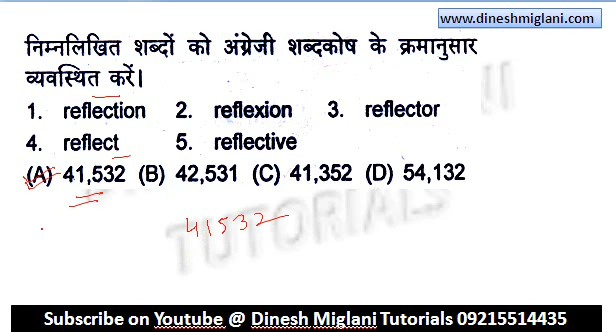 www.dineshmiglani.com
निम्नलिखित शब्दों को अंग्रेजी शब्दकोष के क्रमानुसार
व्यवस्थित करें।
1. reflection 2. reflexion 3. reflector
4. reflect 5. reflective
(A) 41,532 (B) 42,531 (C) 41,352 (D) 54,132
41532
TUTORIALS
Subscribe on Youtube @ Dinesh Miglani Tutorials 09215514435